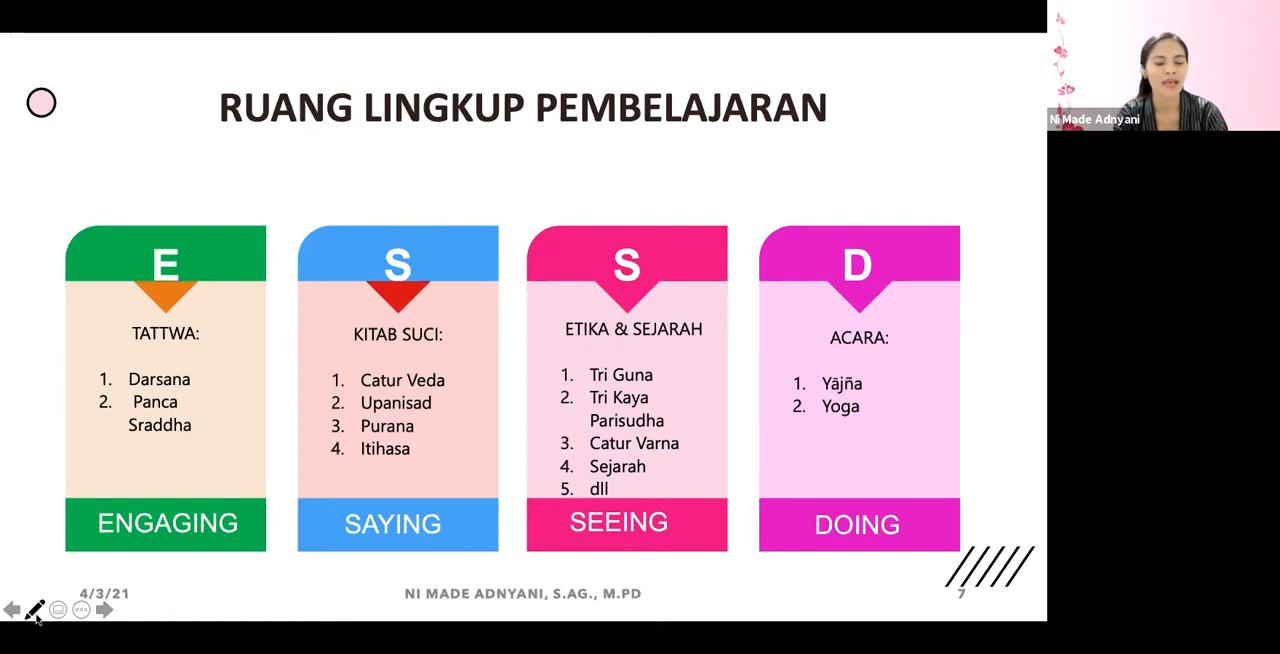 RUANG LINGKUP PEMBELAJARAN
Ni Made Adnyani
E
TATTWA:
1. Darsana
2. Panca
Sraddha
ENGAGING
S
KITAB SUCI:
1. Catur Veda
2. Upanisad
3. Purana
4. Itihasa
SAYING
S
ETIKA & SEJARAH
1. Tri Guna
2. Tri Kaya
Parisudha
3. Catur Varna
4. Sejarah
5. dll
SEEING
D
ACARA:
1. Yājña
2. Yoga
DOING
4/3/21
NI MADE ADNYANI, S.AG., M.PD
7